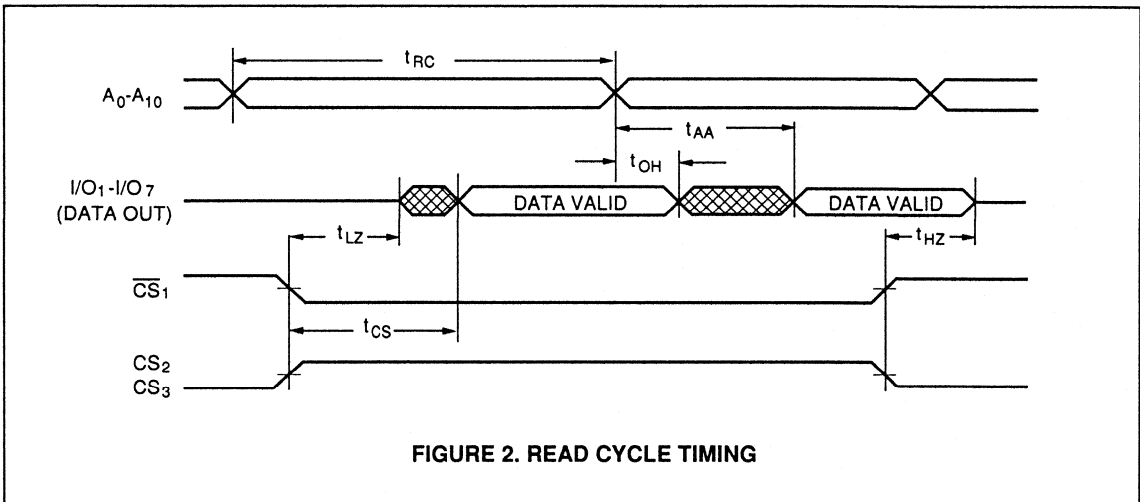 tRC
A0-A10
tAA
tOH
I/O1-I/O7
(DATA OUT)
DATA VALID
DATA VALID
tLZ
tHZ
CS1
tCS
CS2
CS3
FIGURE 2. READ CYCLE TIMING